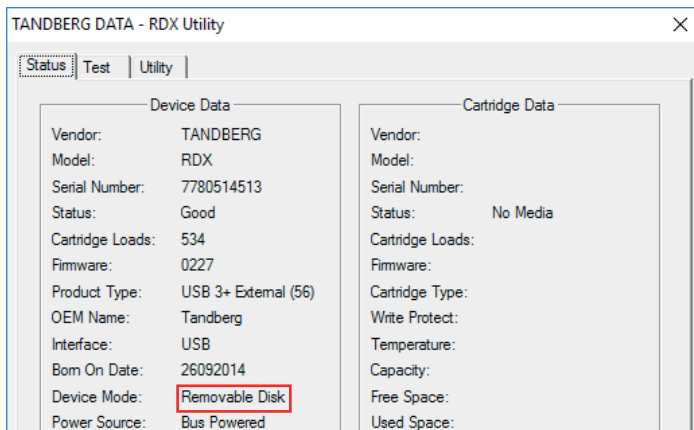 TANDBERG DATA - RDX Utility
Status Test Utility
Device Data
Vendor: TANDBERG
Model: RDX
Serial Number: 7780514513
Status: Good
Cartridge Loads: 534
Firmware: 0227
Product Type: USB 3+ External (56)
OEM Name: Tandberg
Interface: USB
Born On Date: 26092014
Device Mode: Removable Disk
Power Source: Bus Powered
Cartridge Data
Vendor:
Model:
Serial Number:
Status: No Media
Cartridge Loads:
Firmware:
Cartridge Type:
Write Protect:
Temperature:
Capacity:
Free Space:
Used Space: